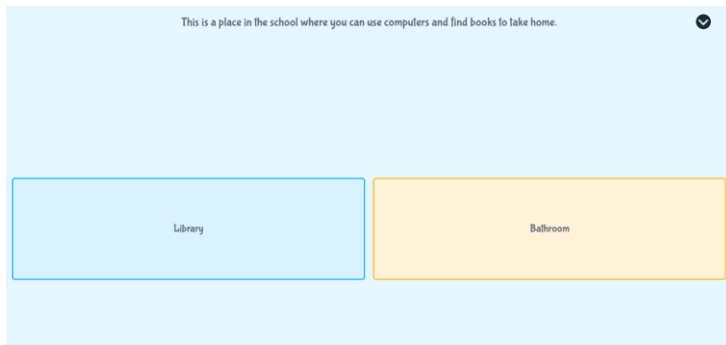 This is a place in the school where you can use computers and find books to take home.
Library
Bathroom